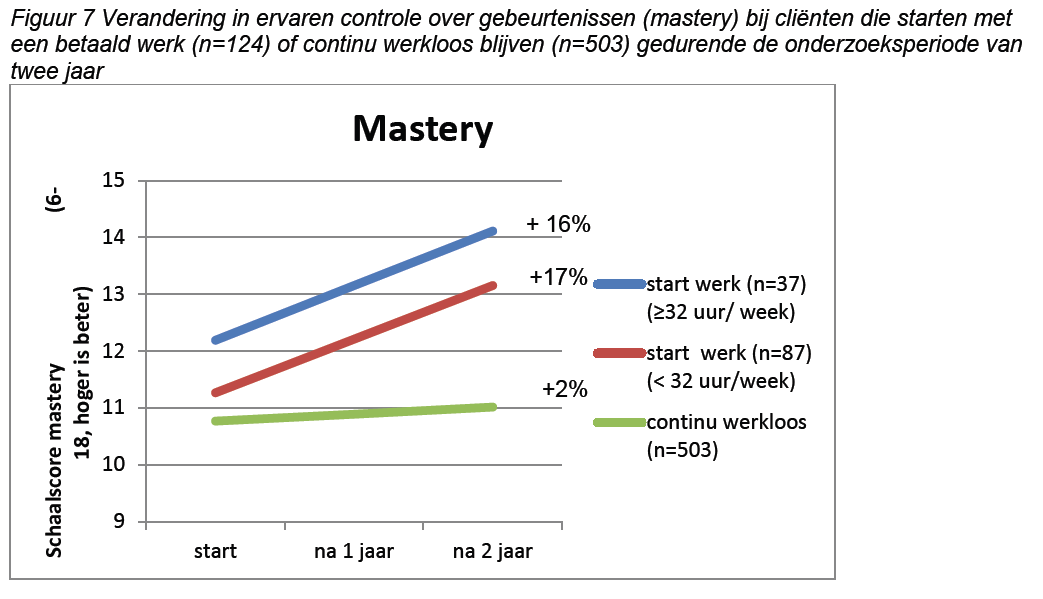 Figuur 7 Verandering in ervaren controle over gebeurtenissen (mastery) bij cliënten die starten met
een betaald werk (n=124) of continu werkloos blijven (n=503) gedurende de onderzoeksperiode van
twee jaar
Mastery
Schaalscore mastery (6-
18, hoger is beter)
15
14
13
12
11
10
9
+ 16%
+17%
+2%
start werk (n=37)
(≥32 uur/ week)
start  werk (n=87)
(< 32 uur/week)
continu werkloos
(n=503)
start
na 1 jaar
na 2 jaar